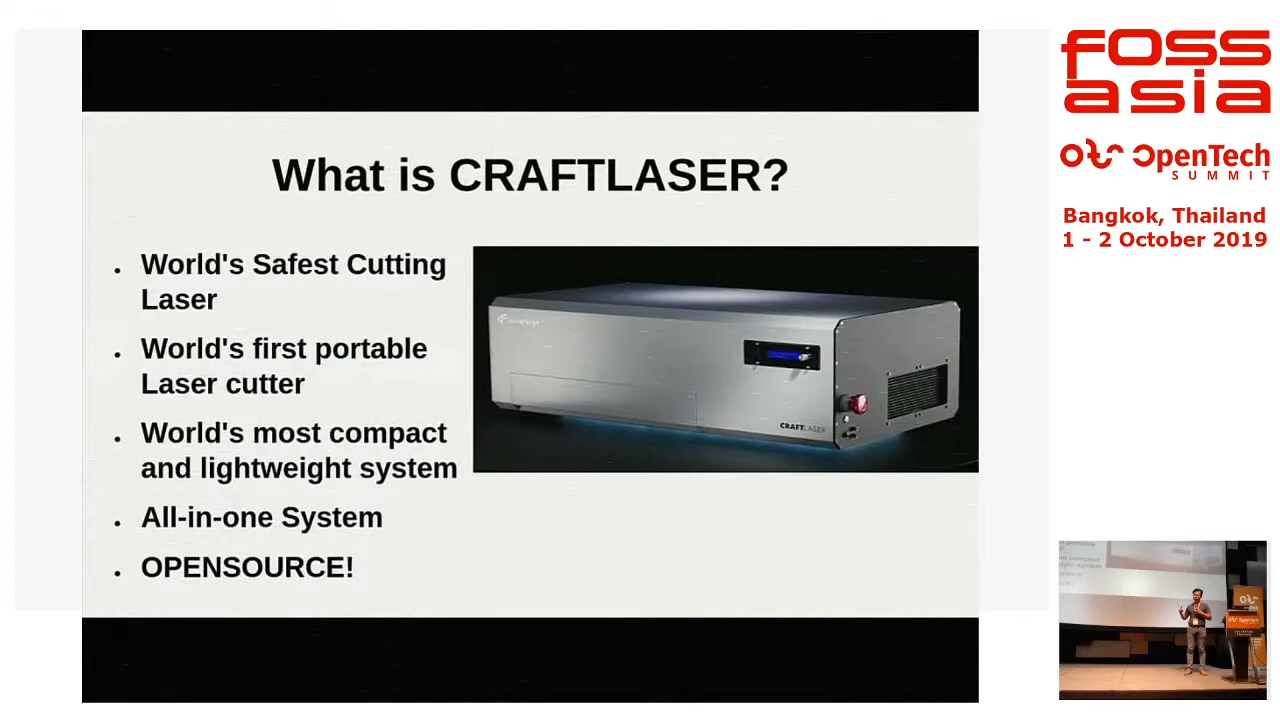 What is CRAFTLASER?
• World's Safest Cutting
Laser
• World's first portable
Laser cutter
• World's most compact
and lightweight system
• All-in-one System
• OPENSOURCE!
CRAFTLASER
foss
asia
OpenTech
SUMMIT
Bangkok, Thailand
1 - 2 October 2019
OpenTech